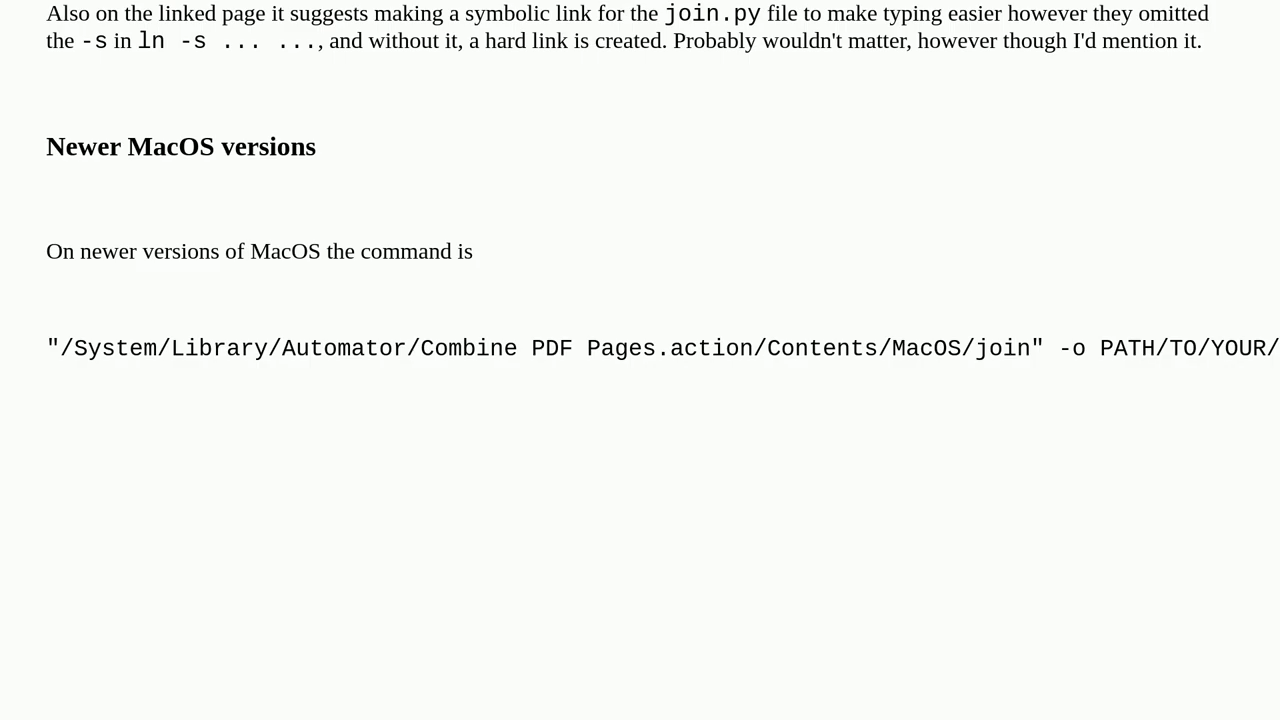 Also on the linked page it suggests making a symbolic link for the join.py file to make typing easier however they omitted
the -s in ln -s ... ..., and without it, a hard link is created. Probably wouldn't matter, however though I'd mention it.
Newer MacOS versions
On newer versions of MacOS the command is
"/System/Library/Automator/Combine PDF Pages.action/Contents/MacOS/join" -o PATH/TO/YOUR/